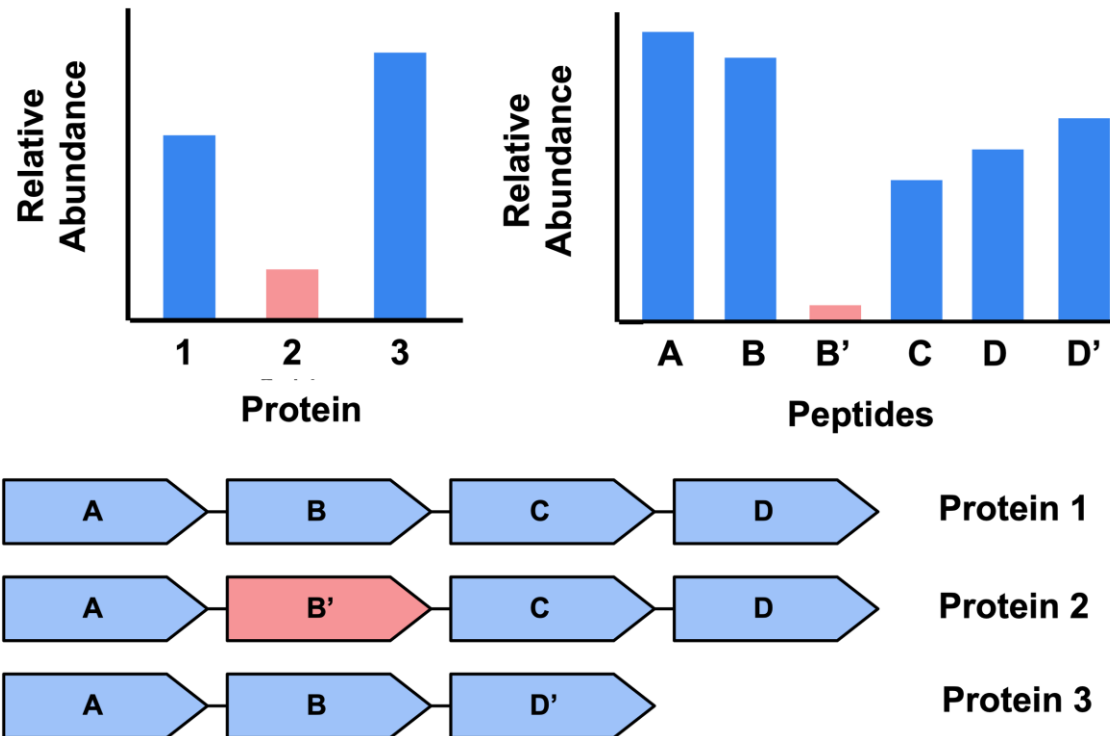 Relative
Abundance
1 2 3
Protein
Relative
Abundance
A B B’ C D D’
Peptides
A B C D Protein 1
A B’ C D Protein 2
A B D’ Protein 3